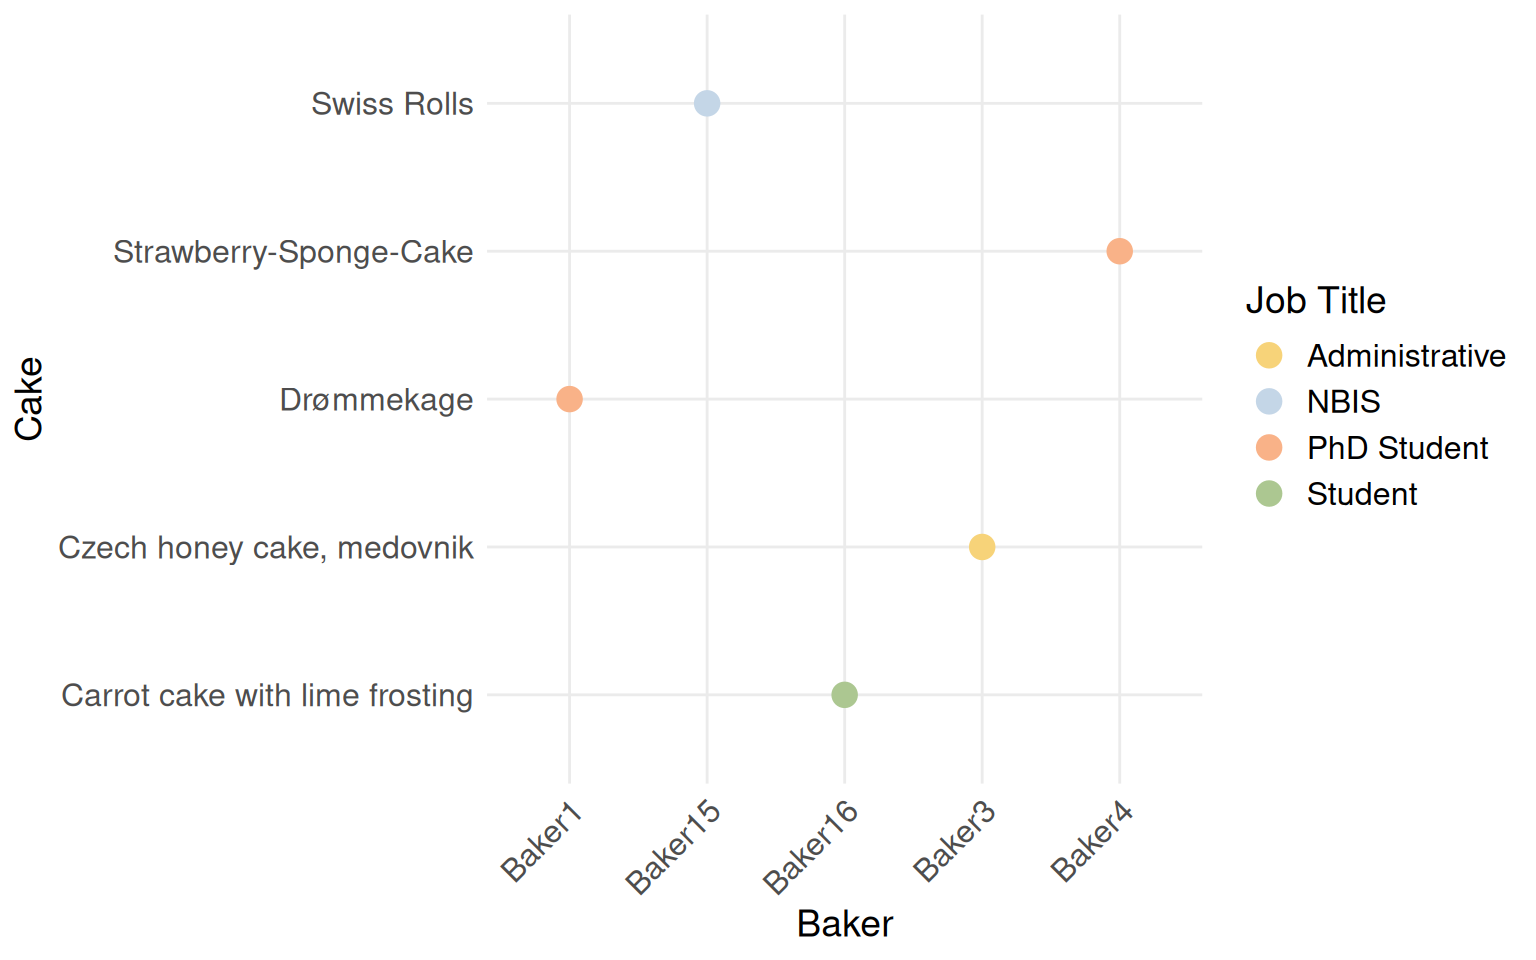 Swiss Rolls
Strawberry-Sponge-Cake
Drømmekage
Czech honey cake, medovnik
Carrot cake with lime frosting
Cake
Baker1
Baker15
Baker16
Baker3
Baker4
Baker
Job Title
Administrative
NBIS
PhD Student
Student